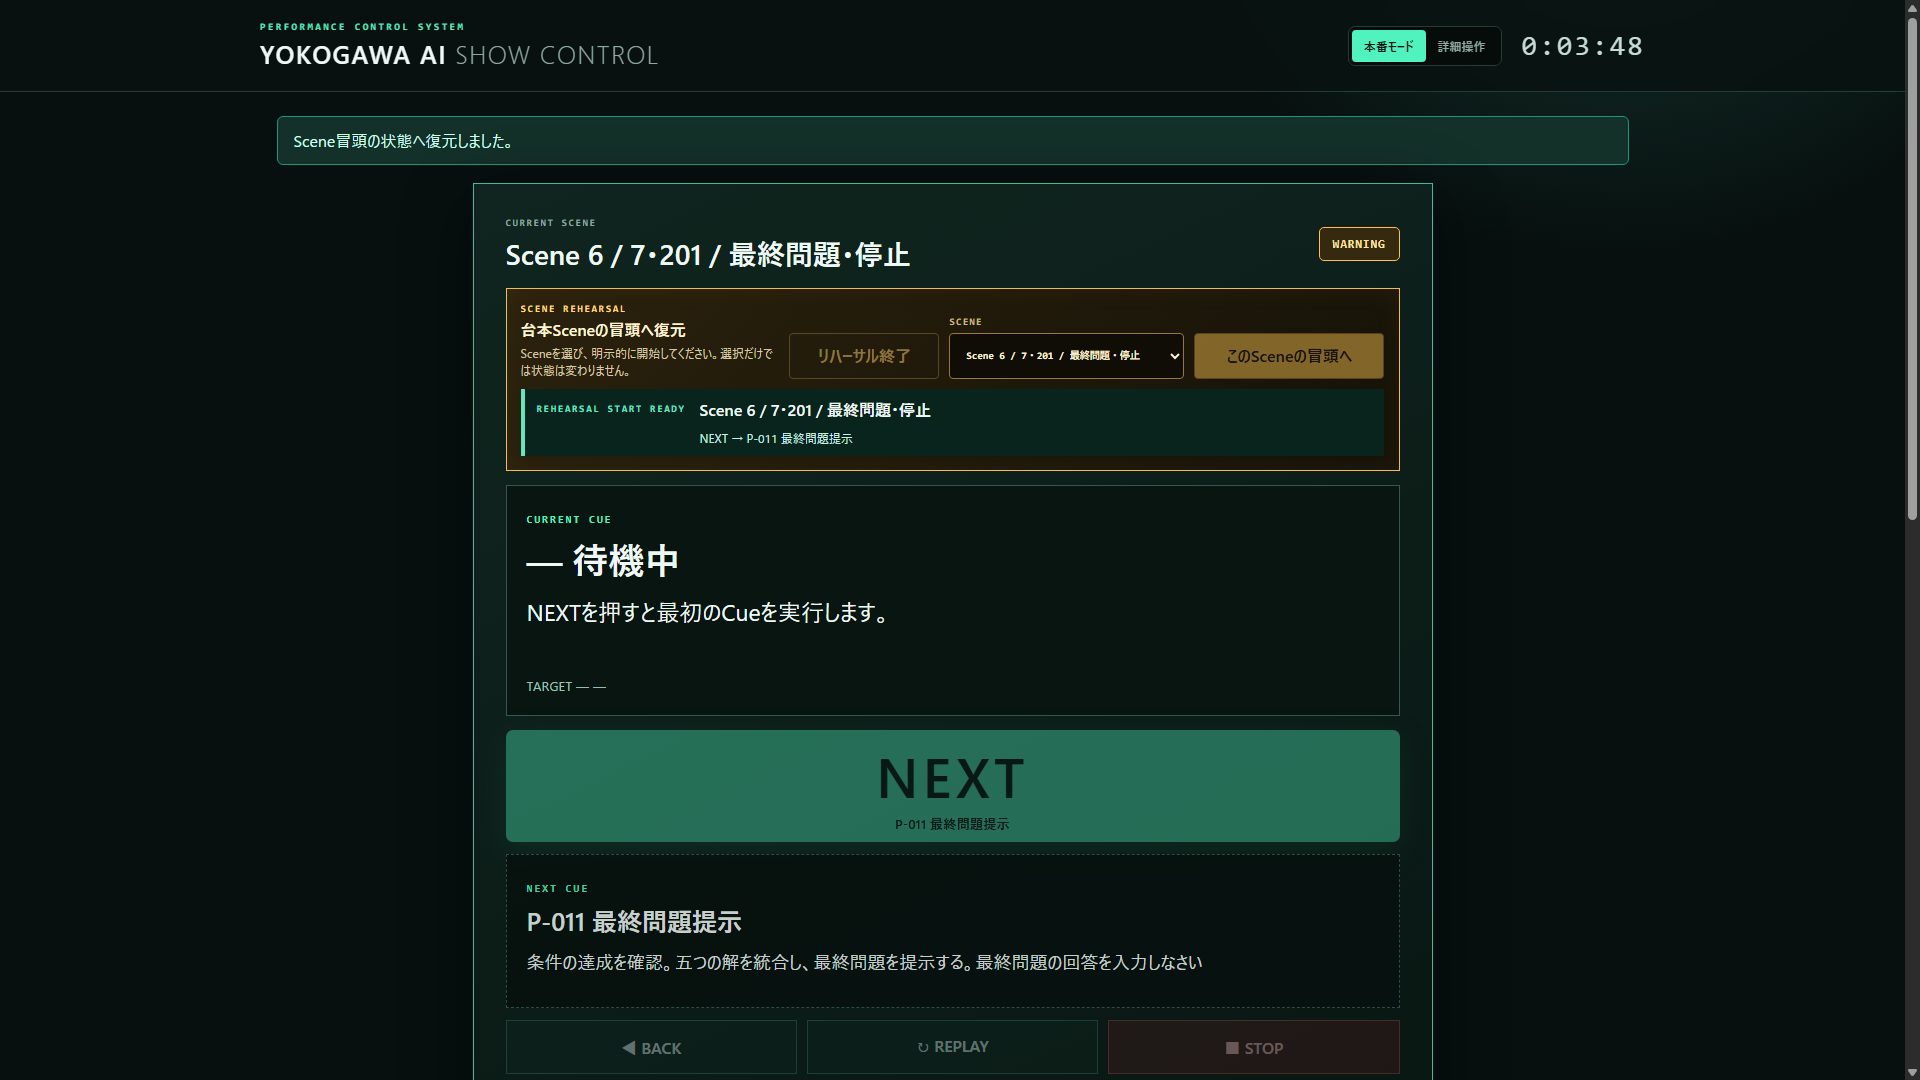 PERFORMANCE CONTROL SYSTEM
YOKOGAWA AI SHOW CONTROL
本番モード
詳細操作
0:03:48
Scene冒頭の状態へ復元しました。
CURRENT SCENE
Scene 6 / 7・201 / 最終問題・停止
WARNING
SCENE REHEARSAL
台本Sceneの冒頭へ復元
Sceneを選び、明示的に開始してください。選択だけで
は状態は変わりません。
リハーサル終了
SCENE
Scene 6 / 7・201 / 最終問題・停止
このSceneの冒頭へ
REHEARSAL START READY
Scene 6 / 7・201 / 最終問題・停止
NEXT → P-011 最終問題提示
CURRENT CUE
— 待機中
NEXTを押すと最初のCueを実行します。
TARGET — —
NEXT
P-011 最終問題提示
NEXT CUE
P-011 最終問題提示
条件の達成を確認。五つの解を統合し、最終問題を提示する。最終問題の回答を入力しなさい
◀ BACK
↻ REPLAY
■ STOP